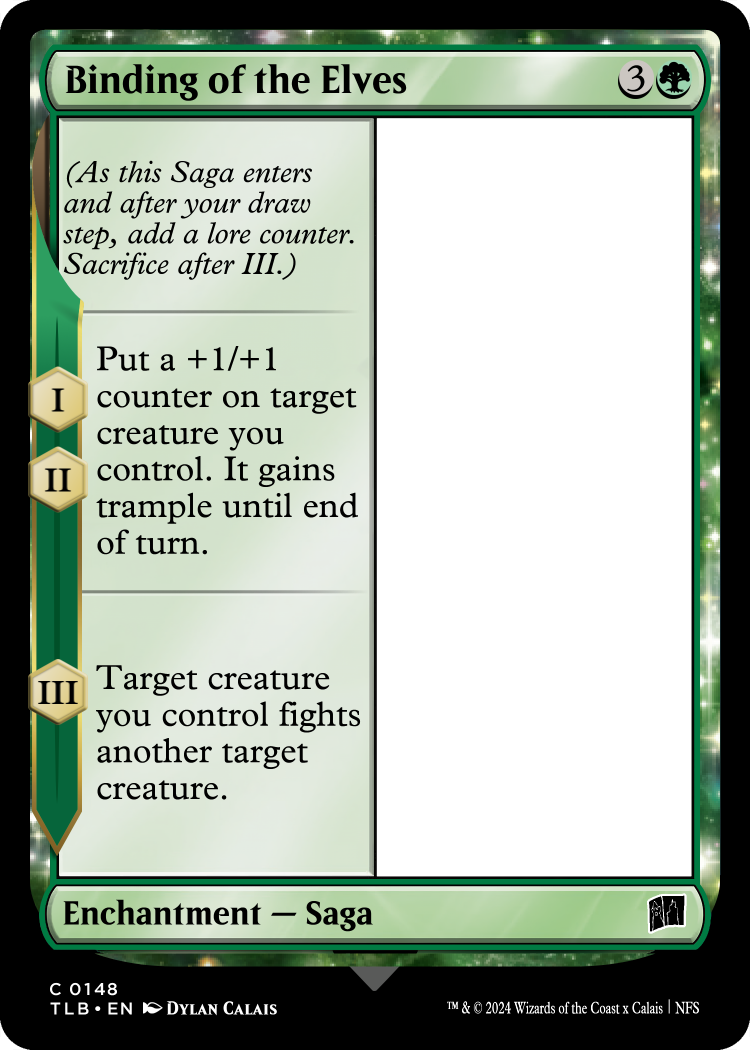 Binding of the Elves 3
(As this Saga enters
and after your draw
step, add a lore counter.
Sacrifice after III.)
I
Put a +1/+1
counter on target
creature you
control. It gains
trample until end
of turn.
II
III
Target creature
you control fights
another target
creature.
Enchantment — Saga
C 0148
TLB • EN DYLAN CALAIS
™ & © 2024 Wizards of the Coast x Calais | NFS